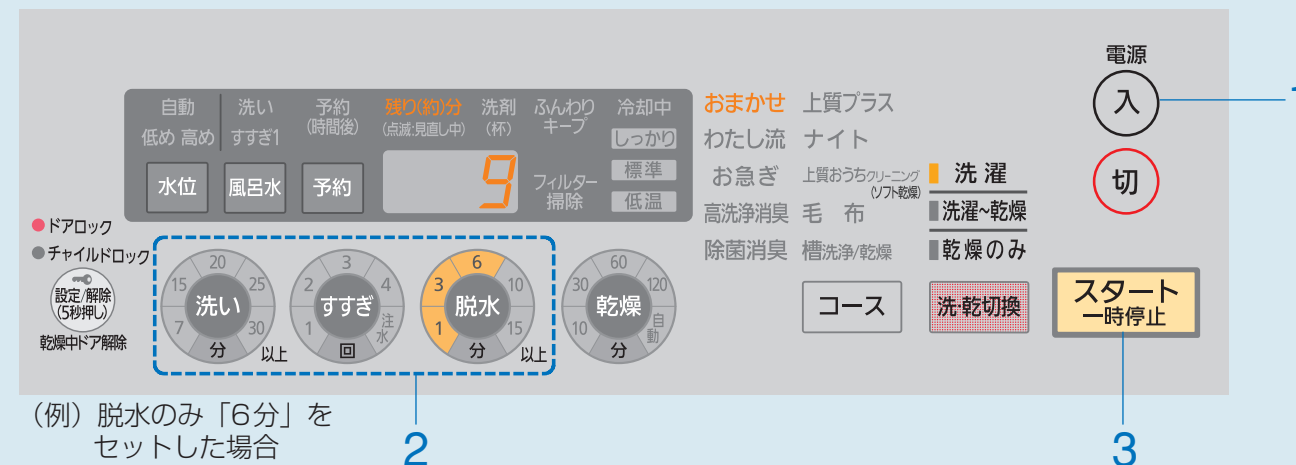 電源
入
切
1
自動
低め 高め
洗い
すすぎ1
予約
(時間後)
残り(約)分
(点滅:見直し中)
洗剤
(杯)
ふんわり
キープ
冷却中
しっかり
標準
低温
フィルター
掃除
水位
風呂水
予約
9
おまかせ
わたし流
お急ぎ
高洗浄消臭
除菌消臭
上質プラス
ナイト
上質おうちクリーニング
(ソフト乾燥)
毛 布
槽洗浄/乾燥
洗 濯
洗濯~乾燥
乾燥のみ
ドアロック
チャイルドロック
設定/解除
(5秒押し)
乾燥中ドア解除
7 15 20 25 30
洗い
分
以上
1 2 3 4 注水
すすぎ
回
1 3 6 10 15
脱水
分
以上
10 30 60 120 自動
乾燥
分
コース
洗・乾切換
スタート
一時停止
(例)脱水のみ「6分」を
セットした場合
2
3